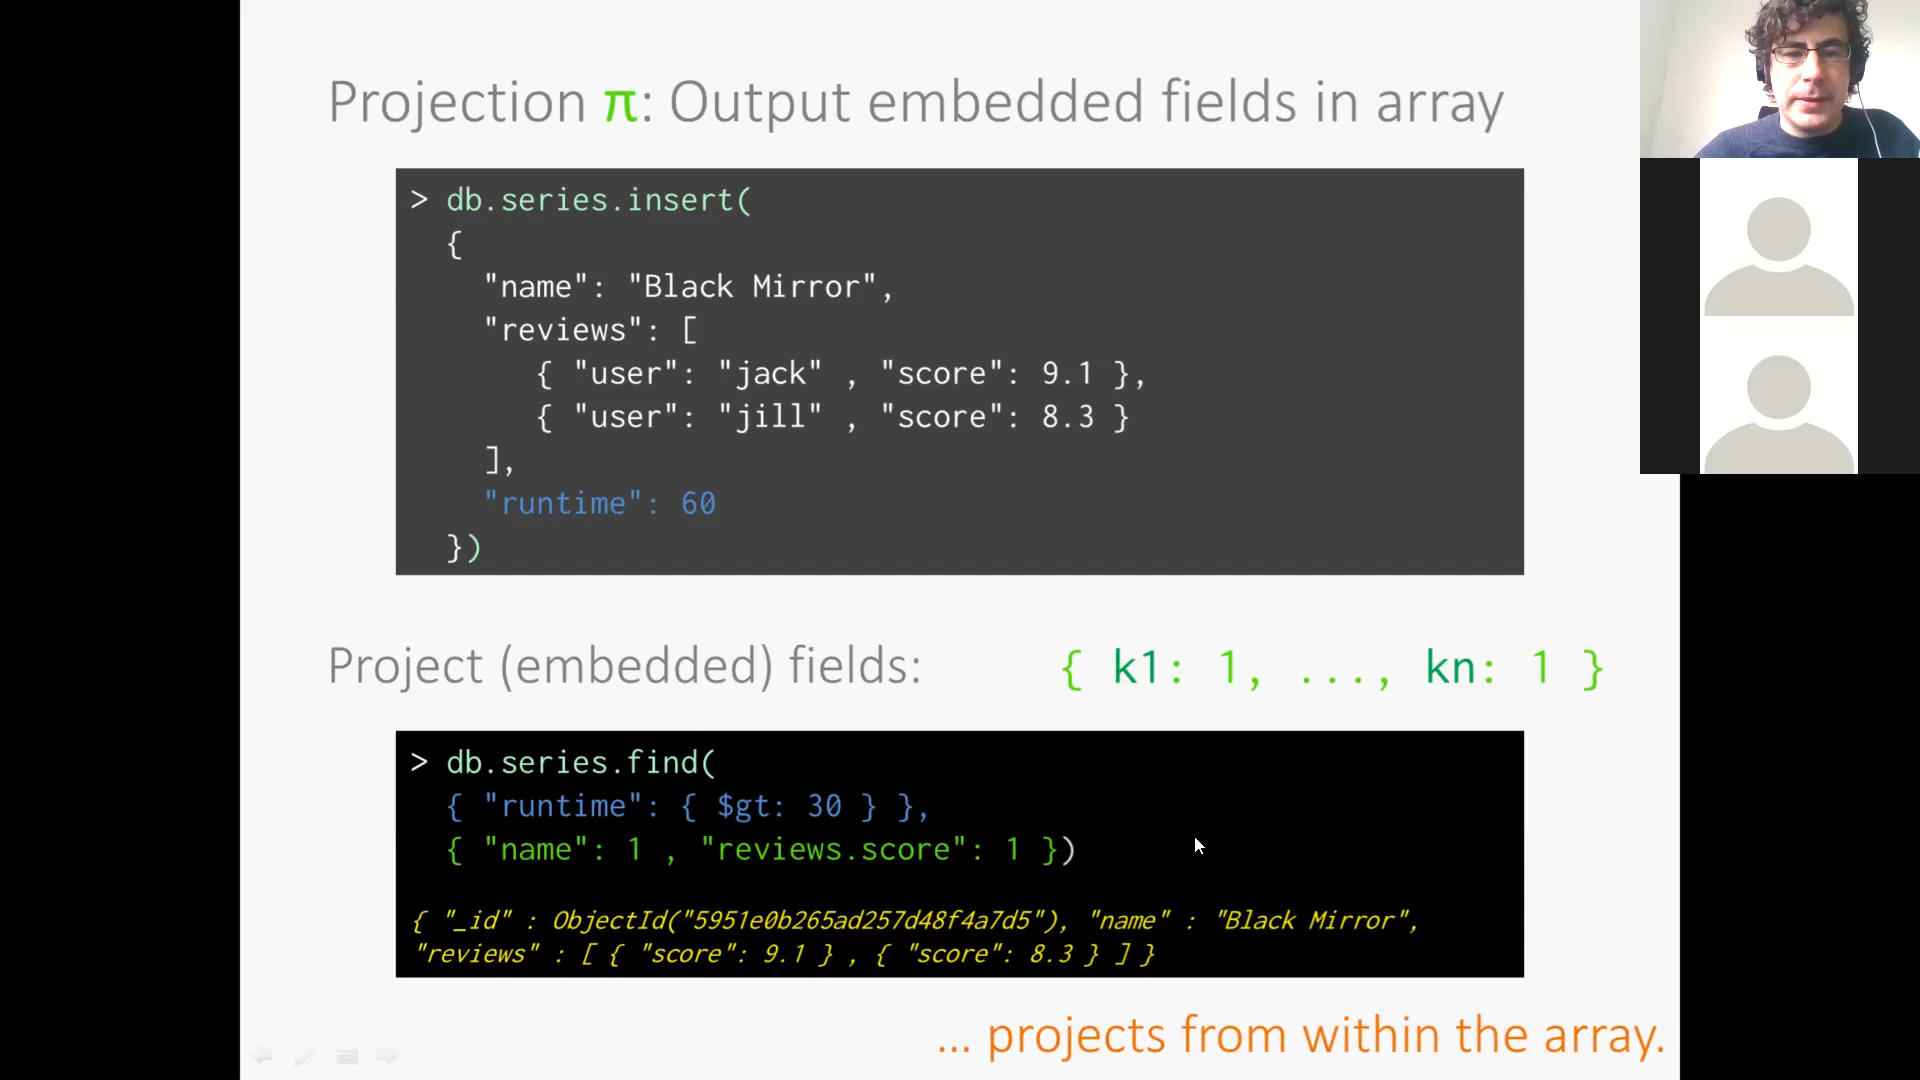 Projection π: Output embedded fields in array
> db.series.insert(
{
"name": "Black Mirror",
"reviews": [
{ "user": "jack" , "score": 9.1 },
{ "user": "jill" , "score": 8.3 }
],
"runtime": 60
})
Project (embedded) fields: { k1: 1, ..., kn: 1 }
> db.series.find(
{ "runtime": { $gt: 30 } },
{ "name": 1 , "reviews.score": 1 })
{ "_id" : ObjectId("5951e0b265ad257d48f4a7d5"), "name" : "Black Mirror",
"reviews" : [ { "score": 9.1 } , { "score": 8.3 } ] }
... projects from within the array.